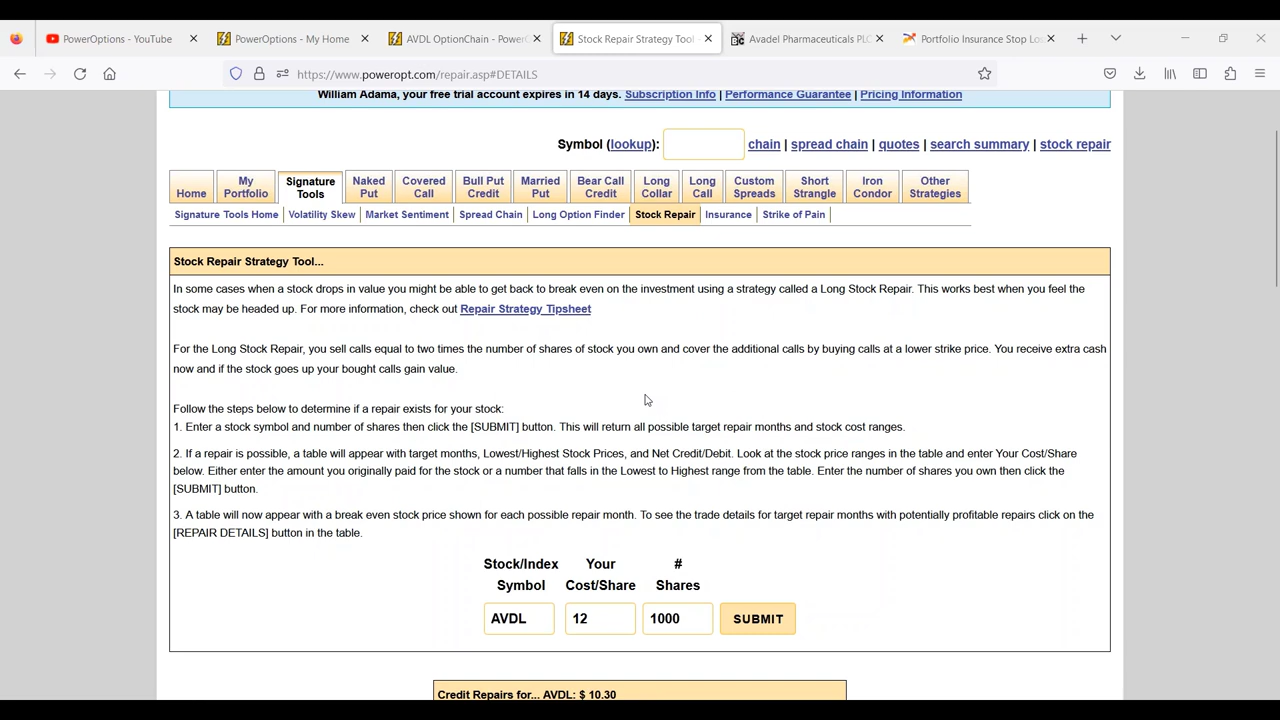 PowerOptions - YouTube
PowerOptions - My Home
AVDL OptionChain - PowerO
Stock Repair Strategy Tool
Avadel Pharmaceuticals PLC
Portfolio Insurance Stop Los
https://www.poweropt.com/repair.asp#DETAILS
William Adama, your free trial account expires in 14 days. Subscription Info | Performance Guarantee | Pricing Information
Symbol (lookup): chain | spread chain | quotes | search summary | stock repair
Home
My Portfolio
Signature Tools
Naked Put
Covered Call
Bull Put Credit
Married Put
Bear Call Credit
Long Collar
Long Call
Custom Spreads
Short Strangle
Iron Condor
Other Strategies
Signature Tools Home | Volatility Skew | Market Sentiment | Spread Chain | Long Option Finder | Stock Repair | Insurance | Strike of Pain
Stock Repair Strategy Tool...
In some cases when a stock drops in value you might be able to get back to break even on the investment using a strategy called a Long Stock Repair. This works best when you feel the
stock may be headed up. For more information, check out Repair Strategy Tipsheet
For the Long Stock Repair, you sell calls equal to two times the number of shares of stock you own and cover the additional calls by buying calls at a lower strike price. You receive extra cash
now and if the stock goes up your bought calls gain value.
Follow the steps below to determine if a repair exists for your stock:
1. Enter a stock symbol and number of shares then click the [SUBMIT] button. This will return all possible target repair months and stock cost ranges.
2. If a repair is possible, a table will appear with target months, Lowest/Highest Stock Prices, and Net Credit/Debit. Look at the stock price ranges in the table and enter Your Cost/Share
below. Either enter the amount you originally paid for the stock or a number that falls in the Lowest to Highest range from the table. Enter the number of shares you own then click the
[SUBMIT] button.
3. A table will now appear with a break even stock price shown for each possible repair month. To see the trade details for target repair months with potentially profitable repairs click on the
[REPAIR DETAILS] button in the table.
Stock/Index Your #
Symbol Cost/Share Shares
AVDL 12 1000 SUBMIT
Credit Repairs for... AVDL: $ 10.30